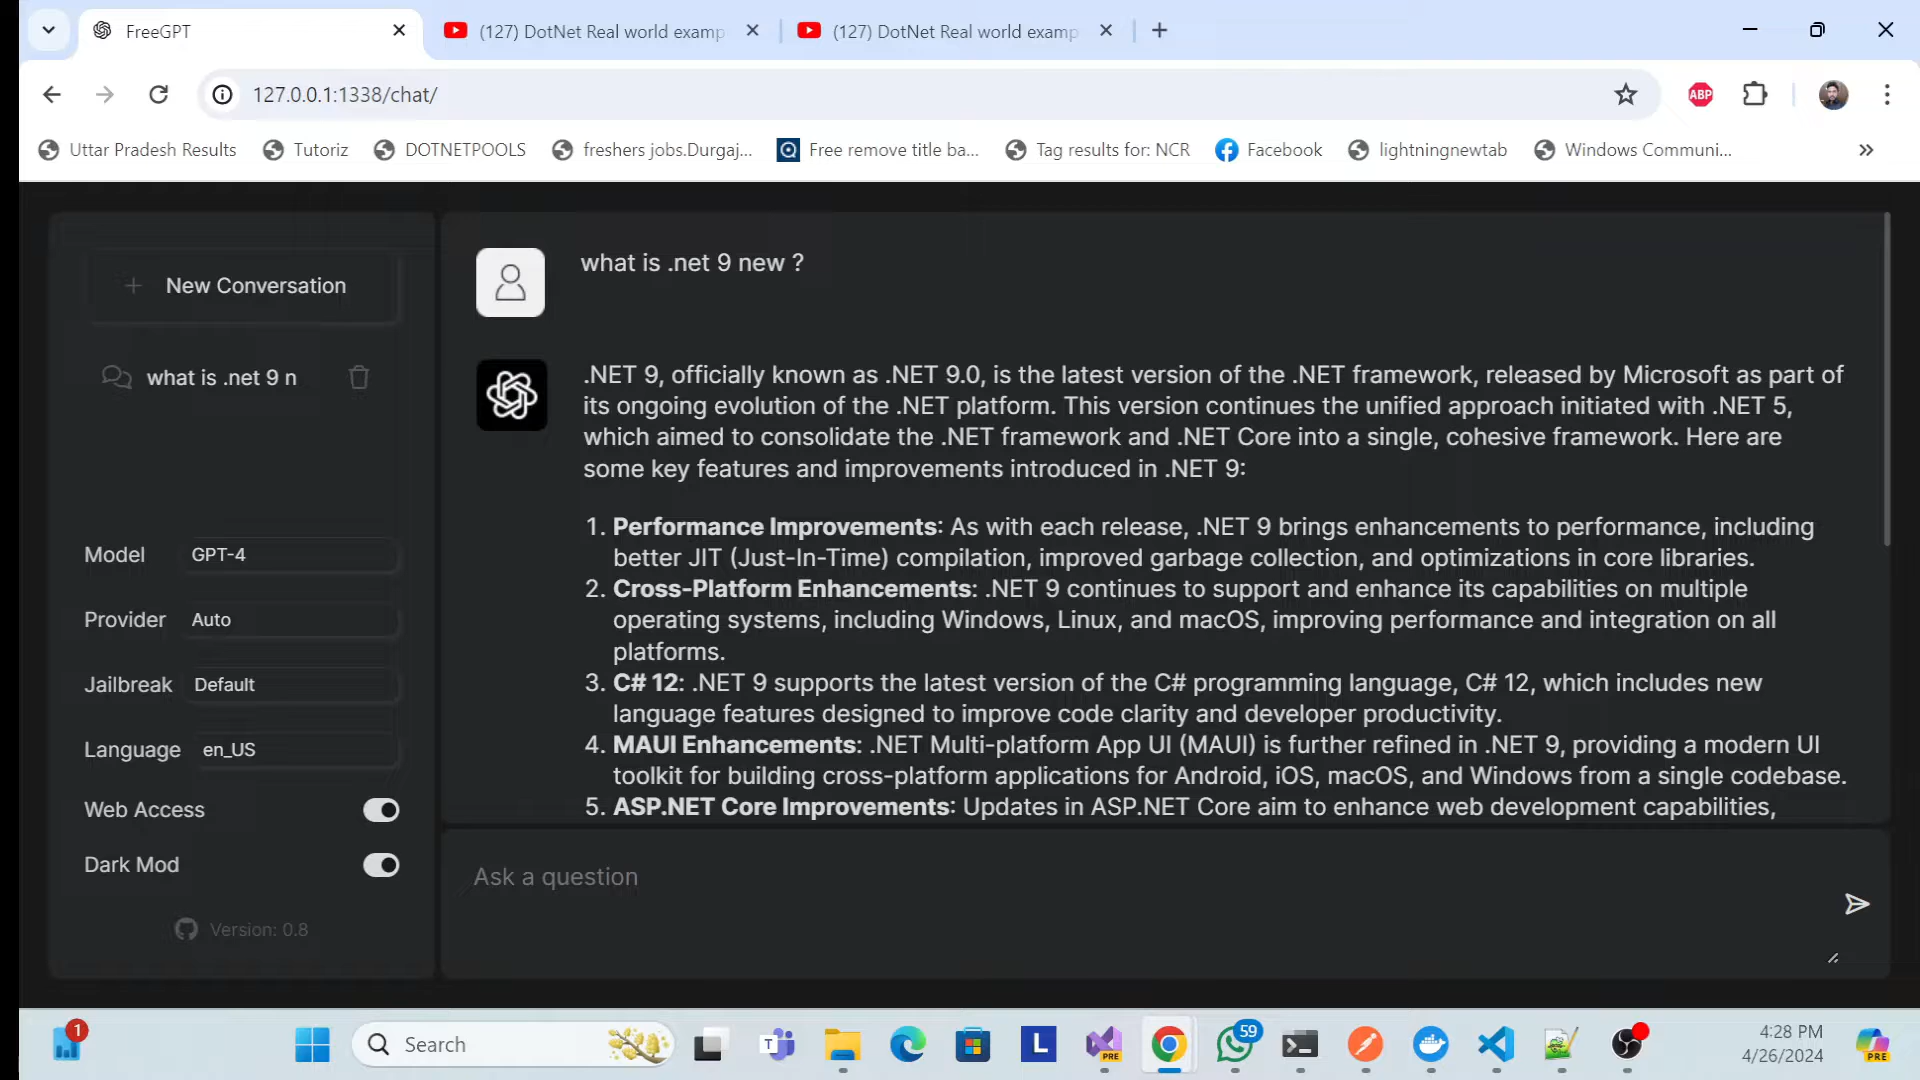 FreeGPT
(127) DotNet Real world examp
(127) DotNet Real world examp
127.0.0.1:1338/chat/
ABP
Uttar Pradesh Results
Tutoriz
DOTNETPOOLS
freshers jobs.Durgaj...
Free remove title ba...
Tag results for: NCR
Facebook
lightningnewtab
Windows Communi...
New Conversation
what is .net 9 n
Model GPT-4
Provider Auto
Jailbreak Default
Language en_US
Web Access
Dark Mod
Version: 0.8
what is .net 9 new ?
.NET 9, officially known as .NET 9.0, is the latest version of the .NET framework, released by Microsoft as part of
its ongoing evolution of the .NET platform. This version continues the unified approach initiated with .NET 5,
which aimed to consolidate the .NET framework and .NET Core into a single, cohesive framework. Here are
some key features and improvements introduced in .NET 9:
1. Performance Improvements: As with each release, .NET 9 brings enhancements to performance, including
better JIT (Just-In-Time) compilation, improved garbage collection, and optimizations in core libraries.
2. Cross-Platform Enhancements: .NET 9 continues to support and enhance its capabilities on multiple
operating systems, including Windows, Linux, and macOS, improving performance and integration on all
platforms.
3. C# 12: .NET 9 supports the latest version of the C# programming language, C# 12, which includes new
language features designed to improve code clarity and developer productivity.
4. MAUI Enhancements: .NET Multi-platform App UI (MAUI) is further refined in .NET 9, providing a modern UI
toolkit for building cross-platform applications for Android, iOS, macOS, and Windows from a single codebase.
5. ASP.NET Core Improvements: Updates in ASP.NET Core aim to enhance web development capabilities,
Ask a question
1
Search
T
L
PRE
59
4:28 PM
4/26/2024
PRE